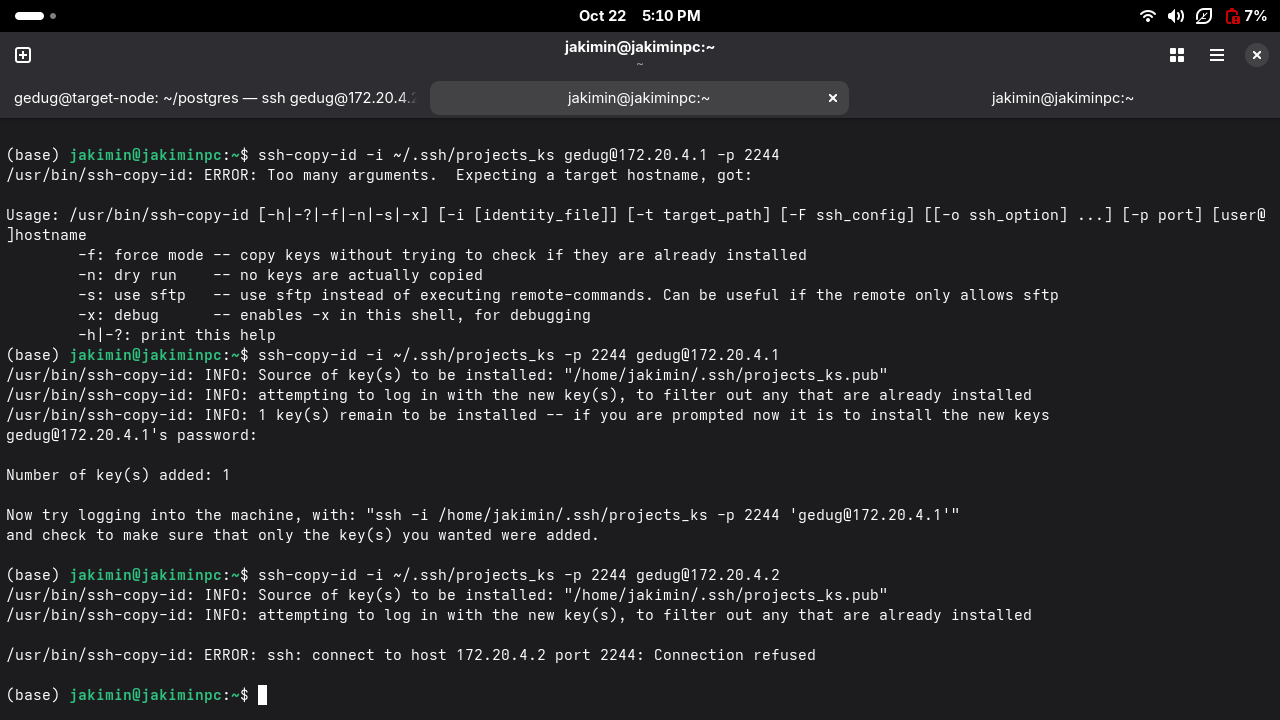 Oct 22 5:10 PM
7%
jakimin@jakiminpc:~
~
gedug@target-node: ~/postgres — ssh gedug@172.20.4.2
jakimin@jakiminpc:~
jakimin@jakiminpc:~
(base) jakimin@jakiminpc:~$ ssh-copy-id -i ~/.ssh/projects_ks gedug@172.20.4.1 -p 2244
/usr/bin/ssh-copy-id: ERROR: Too many arguments.  Expecting a target hostname, got:
Usage: /usr/bin/ssh-copy-id [-h|-?|-f|-n|-s|-x] [-i [identity_file]] [-t target_path] [-F ssh_config] [[-o ssh_option] ...] [-p port] [user@
]hostname
        -f: force mode -- copy keys without trying to check if they are already installed
        -n: dry run    -- no keys are actually copied
        -s: use sftp   -- use sftp instead of executing remote-commands. Can be useful if the remote only allows sftp
        -x: debug      -- enables -x in this shell, for debugging
        -h|-?: print this help
(base) jakimin@jakiminpc:~$ ssh-copy-id -i ~/.ssh/projects_ks -p 2244 gedug@172.20.4.1
/usr/bin/ssh-copy-id: INFO: Source of key(s) to be installed: "/home/jakimin/.ssh/projects_ks.pub"
/usr/bin/ssh-copy-id: INFO: attempting to log in with the new key(s), to filter out any that are already installed
/usr/bin/ssh-copy-id: INFO: 1 key(s) remain to be installed -- if you are prompted now it is to install the new keys
gedug@172.20.4.1's password:
Number of key(s) added: 1
Now try logging into the machine, with: "ssh -i /home/jakimin/.ssh/projects_ks -p 2244 'gedug@172.20.4.1'"
and check to make sure that only the key(s) you wanted were added.
(base) jakimin@jakiminpc:~$ ssh-copy-id -i ~/.ssh/projects_ks -p 2244 gedug@172.20.4.2
/usr/bin/ssh-copy-id: INFO: Source of key(s) to be installed: "/home/jakimin/.ssh/projects_ks.pub"
/usr/bin/ssh-copy-id: INFO: attempting to log in with the new key(s), to filter out any that are already installed
/usr/bin/ssh-copy-id: ERROR: ssh: connect to host 172.20.4.2 port 2244: Connection refused
(base) jakimin@jakiminpc:~$